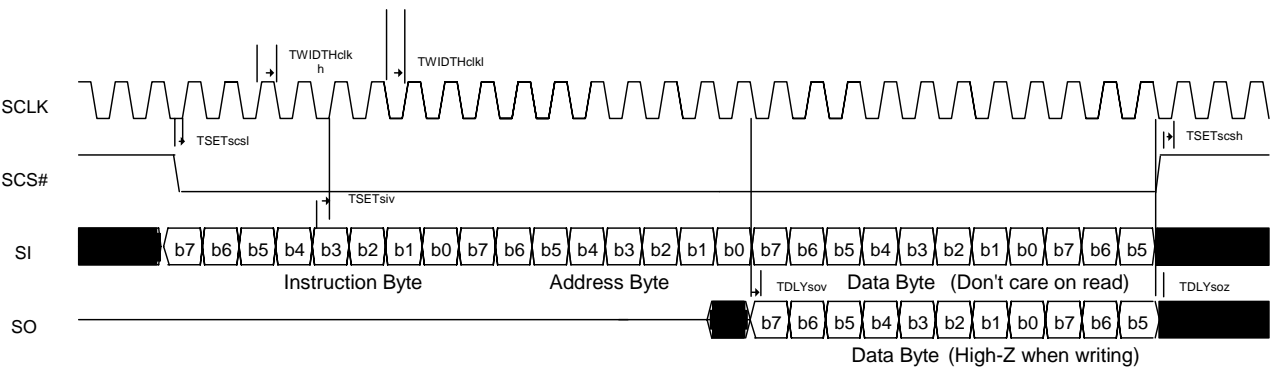 TWIDTHclk
h
TWIDTHclkl
SCLK
TSETscsl
TSETscsh
SCS#
TSETsiv
SI b7 b6 b5 b4 b3 b2 b1 b0 b7 b6 b5 b4 b3 b2 b1 b0 b7 b6 b5 b4 b3 b2 b1 b0 b7 b6 b5
Instruction Byte Address Byte Data Byte (Don't care on read)
TDLYsov TDLYsoz
SO b7 b6 b5 b4 b3 b2 b1 b0 b7 b6 b5
Data Byte (High-Z when writing)